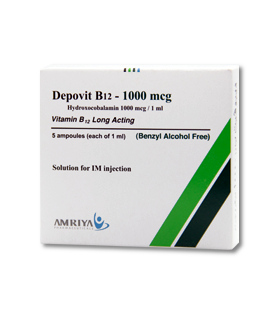 Depovit B12 - 1000 mcg
Hydroxocobalamin 1000 mcg / 1 ml
Vitamin B12 Long Acting
5 ampoules (each of 1 ml) (Benzyl Alcohol Free)
Solution for IM injection
AMRIYA
PHARMACEUTICALS